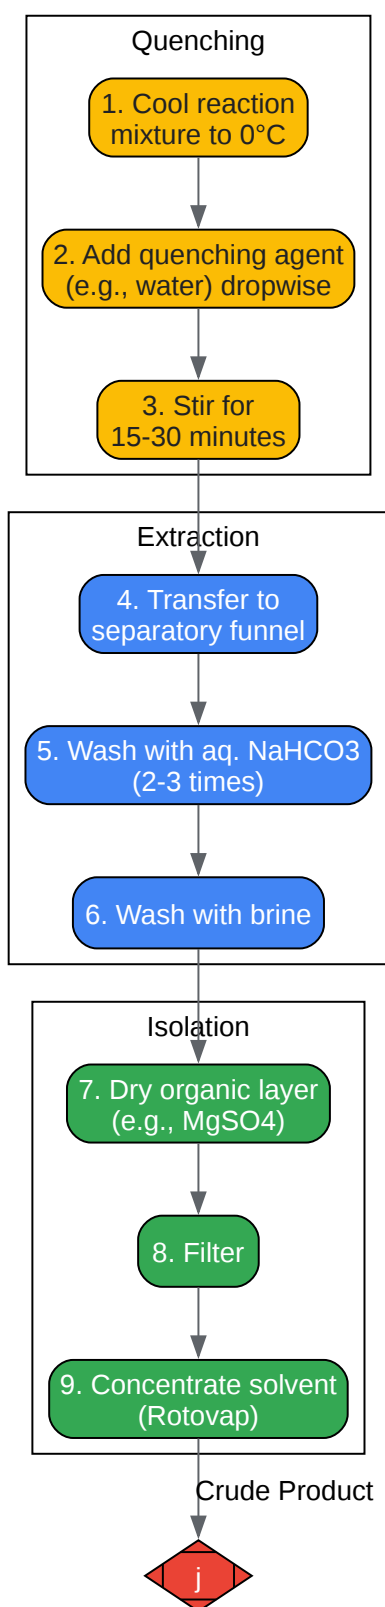 Quenching
1. Cool reaction
mixture to 0°C
2. Add quenching agent
(e.g., water) dropwise
3. Stir for
15-30 minutes
Extraction
4. Transfer to
separatory funnel
5. Wash with aq. NaHCO3
(2-3 times)
6. Wash with brine
Isolation
7. Dry organic layer
(e.g., MgSO4)
8. Filter
9. Concentrate solvent
(Rotovap)
Crude Product
j